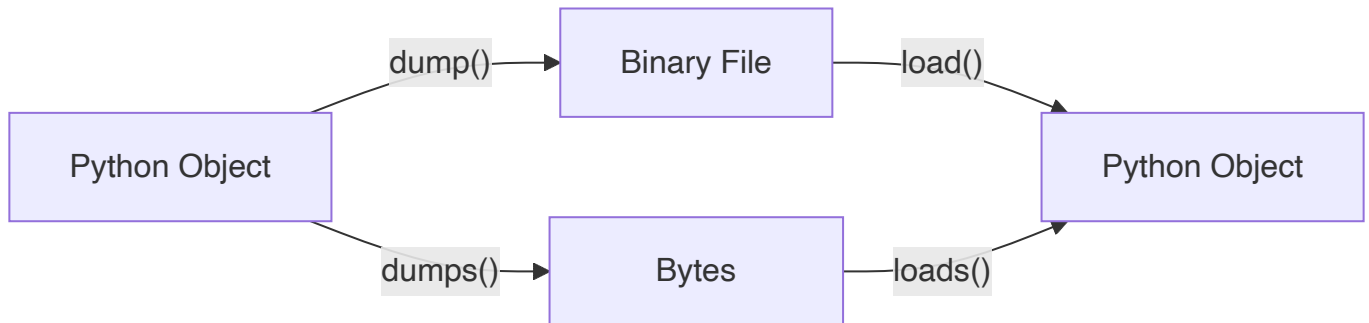 dump()
Binary File
load()
Python Object
Python Object
dumps()
Bytes
loads()